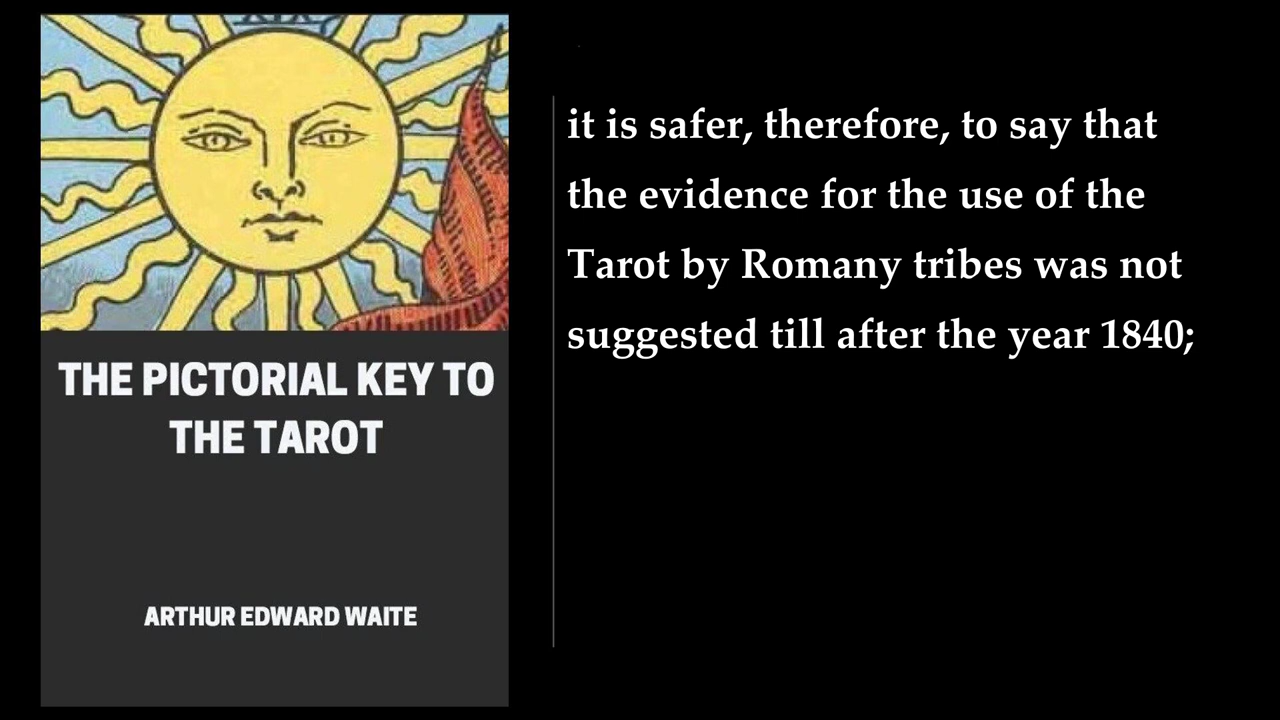 XIX
THE PICTORIAL KEY TO
THE TAROT
ARTHUR EDWARD WAITE
it is safer, therefore, to say that
the evidence for the use of the
Tarot by Romany tribes was not
suggested till after the year 1840;